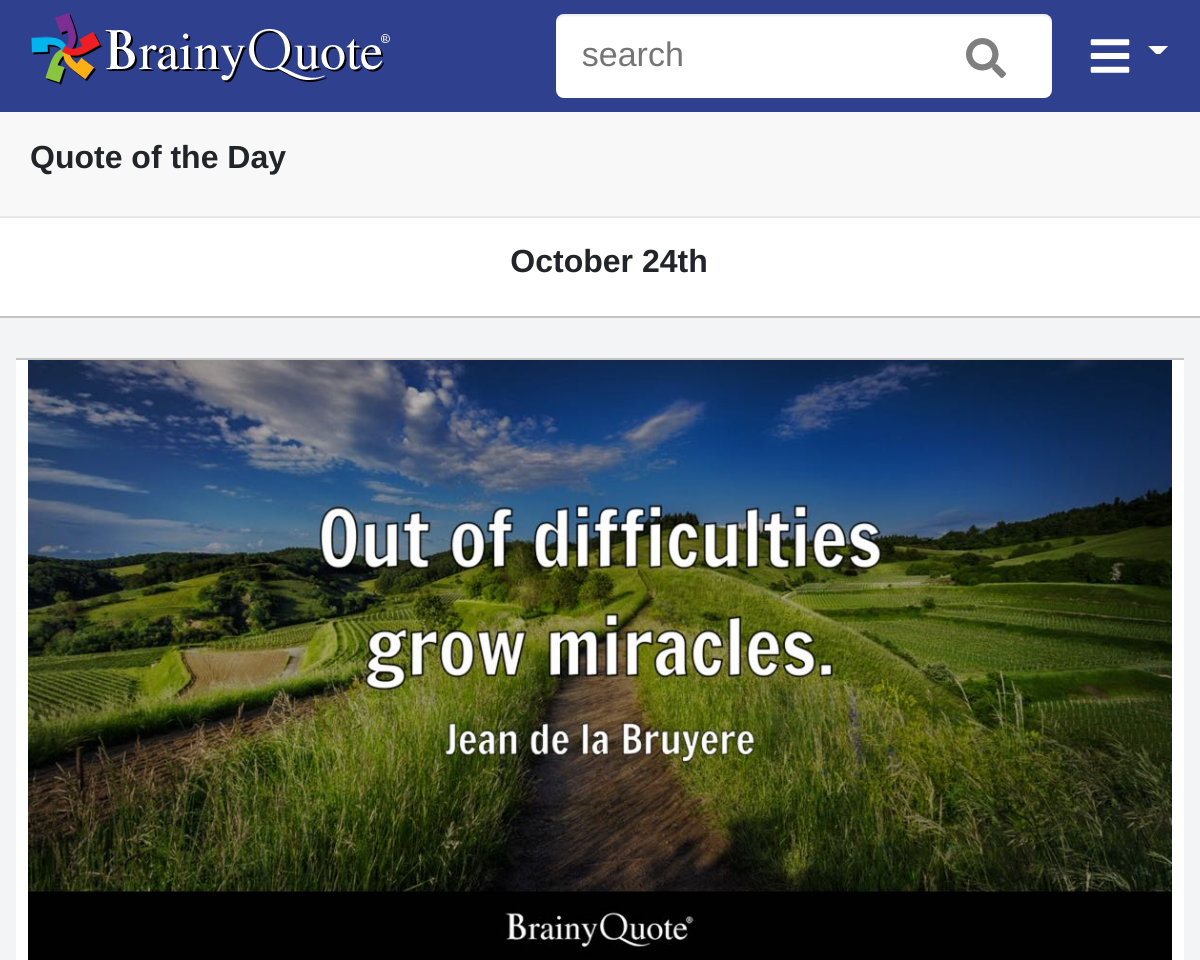 BrainyQuote®
search
Quote of the Day
October 24th
Out of difficulties
grow miracles.
Jean de la Bruyere
BrainyQuote®